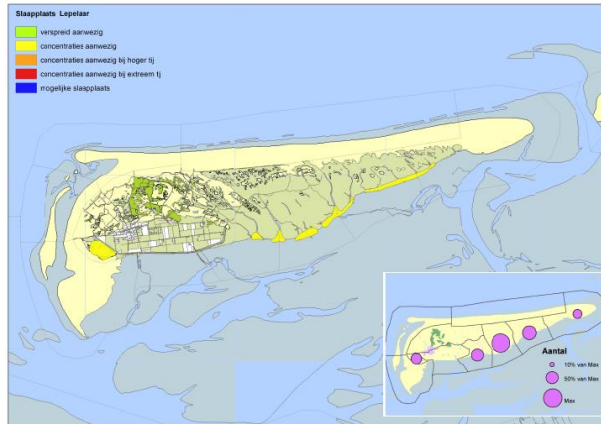 Slaapplaats Lepelaar
verspreid aanwezig
concentraties aanwezig
concentraties aanwezig bij hoger tij
concentraties aanwezig bij extreem tij
mogelijke slaapplaats
Aantal
10% van Max
50% van Max
Max